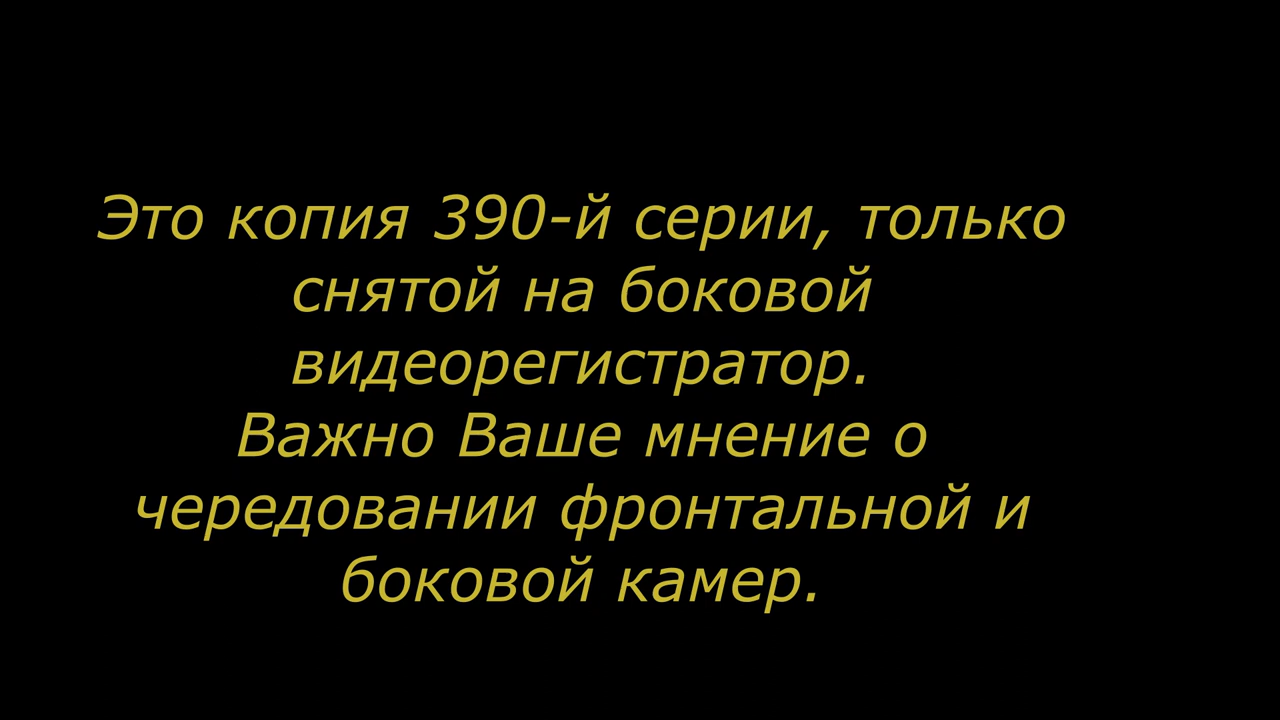 Это копия 390-й серии, только
снятой на боковой
видеорегистратор.
Важно Ваше мнение о
чередовании фронтальной и
боковой камер.